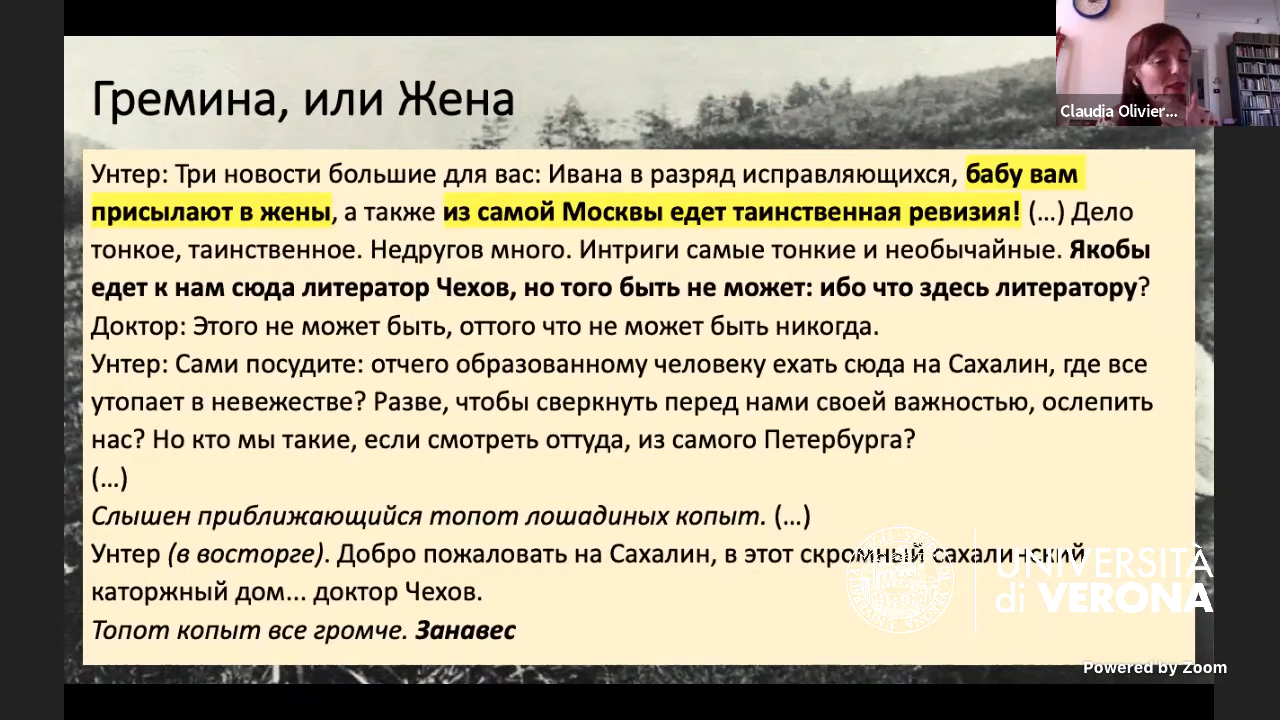 Гремина, или Жена
Claudia Olivier...
Унтер: Три новости большие для вас: Ивана в разряд исправляющихся, бабу вам
присылают в жены, а также из самой Москвы едет таинственная ревизия! (…) Дело
тонкое, таинственное. Недругов много. Интриги самые тонкие и необычайные. Якобы
едет к нам сюда литератор Чехов, но того быть не может: ибо что здесь литератору?
Доктор: Этого не может быть, оттого что не может быть никогда.
Унтер: Сами посудите: отчего образованному человеку ехать сюда на Сахалин, где все
утопает в невежестве? Разве, чтобы сверкнуть перед нами своей важностью, ослепить
нас? Но кто мы такие, если смотреть оттуда, из самого Петербурга?
(…)
Слышен приближающийся топот лошадиных копыт. (…)
Унтер (в восторге). Добро пожаловать на Сахалин, в этот скромный сахалинский
каторжный дом... доктор Чехов.
Топот копыт все громче. Занавес
UNIVERSITÀ
di VERONA
Powered by Zoom